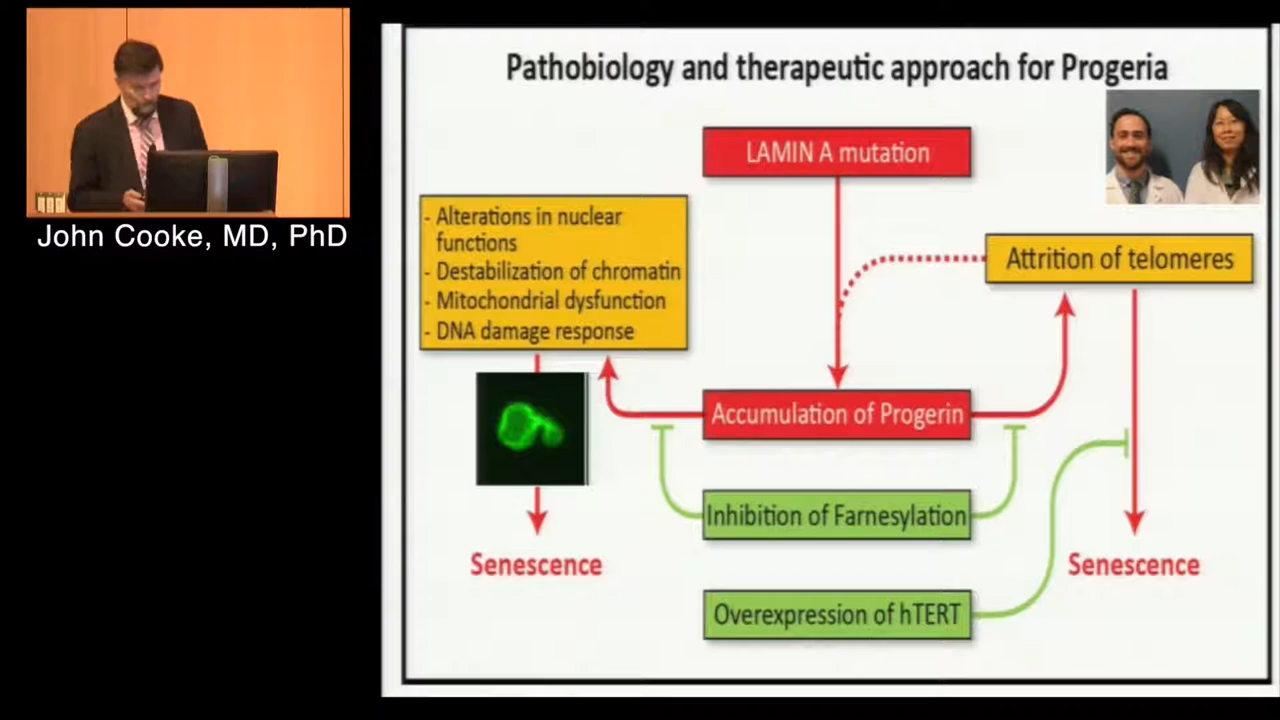 Pathobiology and therapeutic approach for Progeria
LAMIN A mutation
John Cooke, MD, PhD
- Alterations in nuclear
functions
- Destabilization of chromatin
- Mitochondrial dysfunction
- DNA damage response
Attrition of telomeres
Accumulation of Progerin
Inhibition of Farnesylation
Senescence
Senescence
Overexpression of hTERT